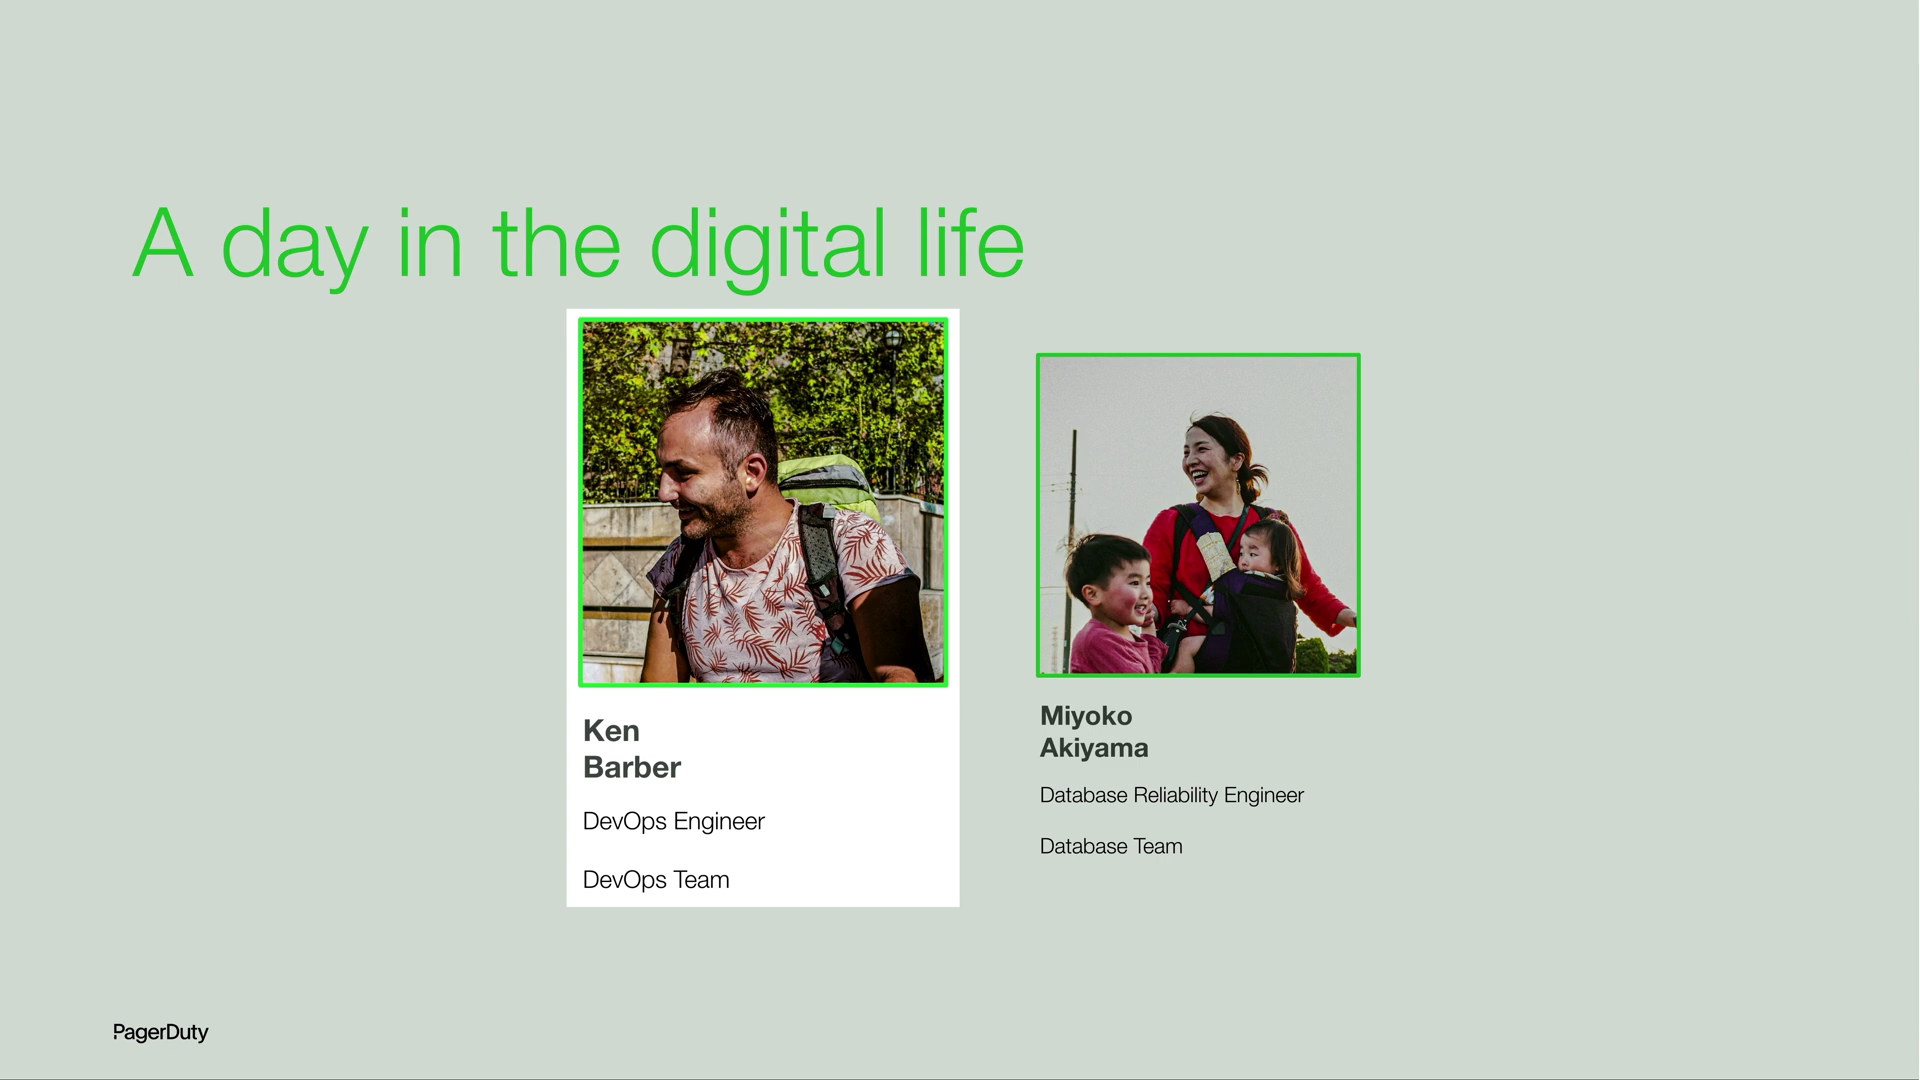 A day in the digital life
Ken
Barber
DevOps Engineer
DevOps Team
Miyoko
Akiyama
Database Reliability Engineer
Database Team
PagerDuty